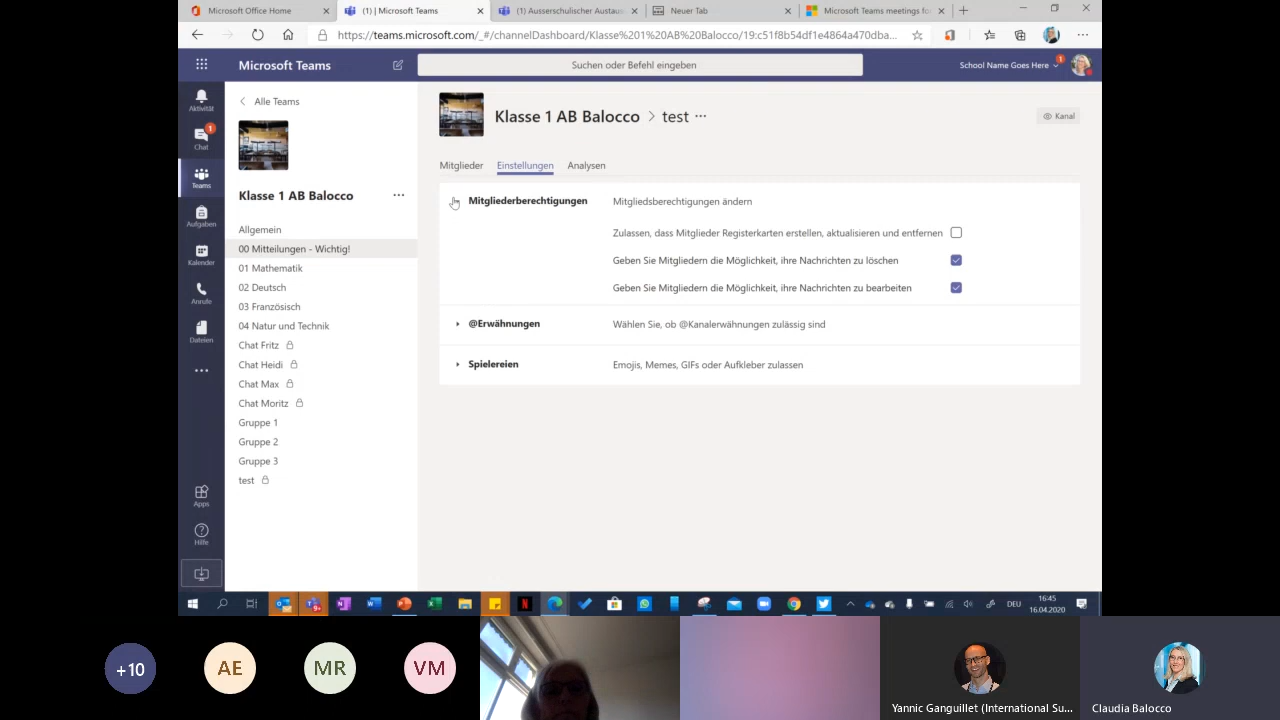 Microsoft Office Home
(1) | Microsoft Teams
(1) Ausserschulischer Austaus
Neuer Tab
Microsoft Teams meetings for
https://teams.microsoft.com/_#/channelDashboard/Klasse%201%20AB%20Balocco/19:c51f8b54df1e4864a470dba...
Microsoft Teams
Suchen oder Befehl eingeben
School Name Goes Here
1
Aktivität
Chat
1
Teams
Aufgaben
Kalender
Anrufe
Dateien
Apps
Hilfe
Alle Teams
Klasse 1 AB Balocco
Allgemein
00 Mitteilungen - Wichtig!
01 Mathematik
02 Deutsch
03 Französisch
04 Natur und Technik
Chat Fritz
Chat Heidi
Chat Max
Chat Moritz
Gruppe 1
Gruppe 2
Gruppe 3
test
Klasse 1 AB Balocco > test ...
Kanal
Mitglieder
Einstellungen
Analysen
Mitgliederberechtigungen
Mitgliedsberechtigungen ändern
Zulassen, dass Mitglieder Registerkarten erstellen, aktualisieren und entfernen
Geben Sie Mitgliedern die Möglichkeit, ihre Nachrichten zu löschen
Geben Sie Mitgliedern die Möglichkeit, ihre Nachrichten zu bearbeiten
@Erwähnungen
Wählen Sie, ob @Kanalerwähnungen zulässig sind
Spielereien
Emojis, Memes, GIFs oder Aufkleber zulassen
DEU
16:45
16.04.2020
+10
AE
MR
VM
Yannic Ganguillet (International Su...
Claudia Balocco